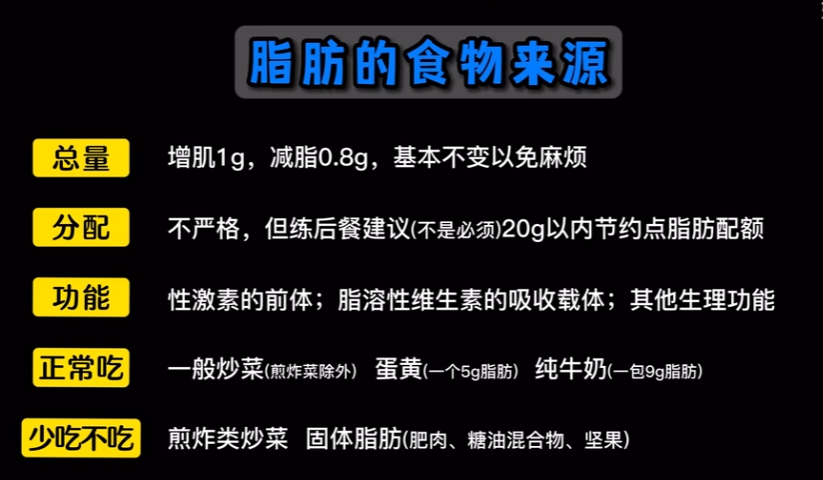 脂肪的食物来源
总量 增肌1g，减脂0.8g，基本不变以免麻烦
分配 不严格，但练后餐建议(不是必须)20g以内节约点脂肪配额
功能 性激素的前体；脂溶性维生素的吸收载体；其他生理功能
正常吃 一般炒菜(煎炸菜除外) 蛋黄(一个5g脂肪) 纯牛奶(一包9g脂肪)
少吃不吃 煎炸类炒菜 固体脂肪(肥肉、糖油混合物、坚果)